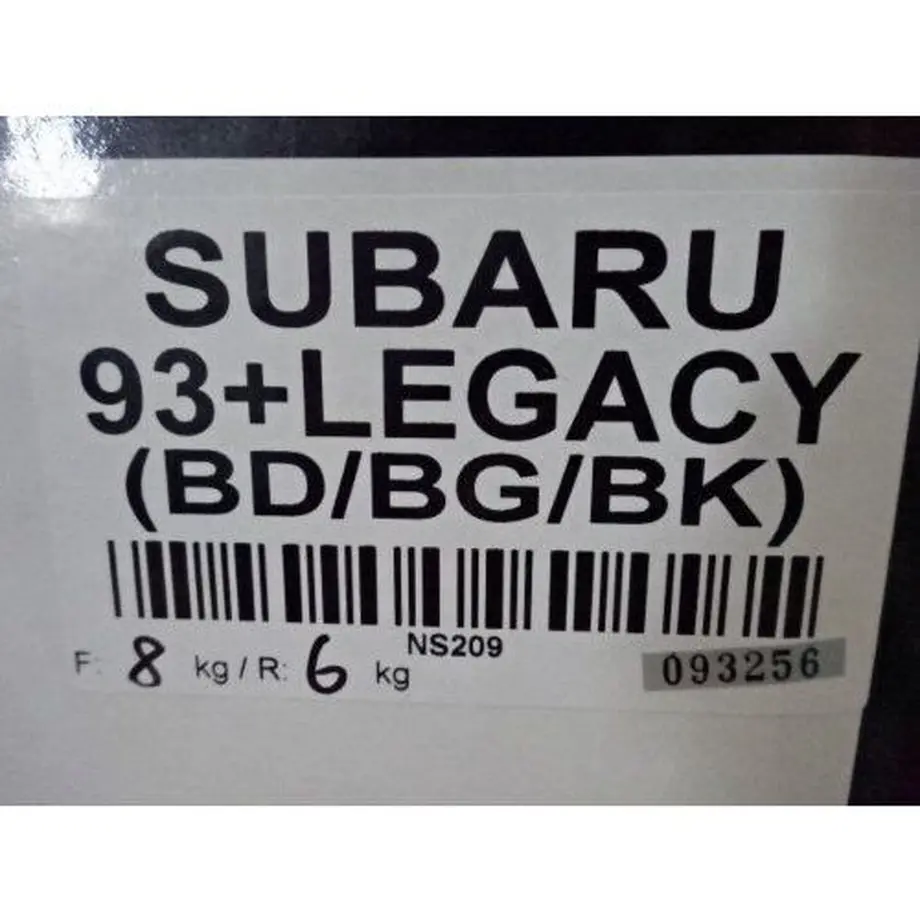 SUBARU
93+LEGACY
(BD/BG/BK)
NS209
F: 8 kg / R: 6 kg
093256